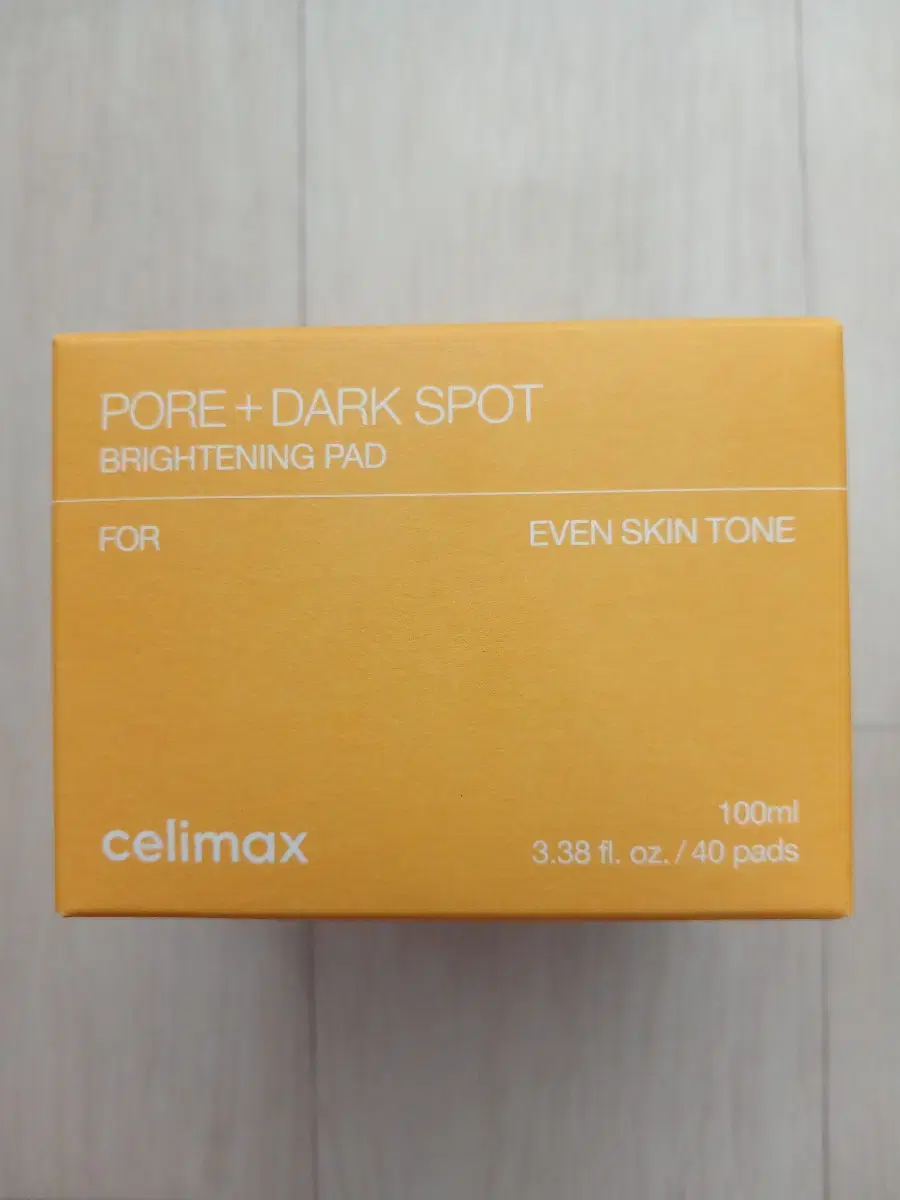 PORE + DARK SPOT
BRIGHTENING PAD
FOR EVEN SKIN TONE
celimax
100ml
3.38 fl. oz. / 40 pads